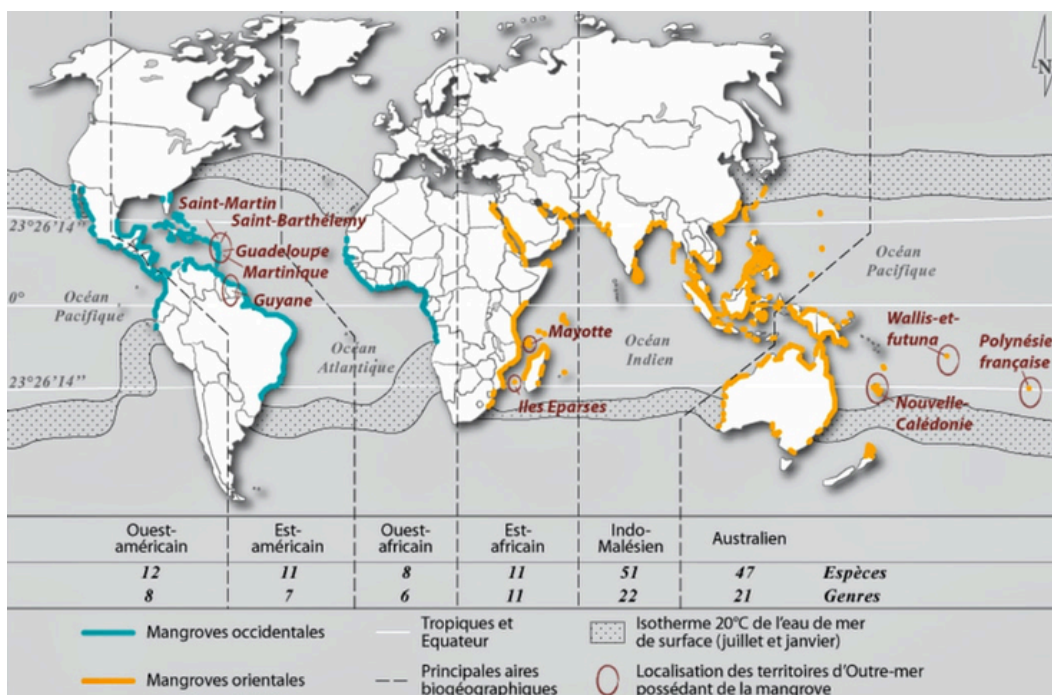 N
Saint-Martin
23°26'14''
Saint-Barthélemy
Guadeloupe
Martinique
Guyane
0°
Océan
Pacifique
Océan
Atlantique
Mayotte
Océan
Indien
Océan
Pacifique
Wallis-et-
futuna
Polynésie
française
23°26'14''
Iles Eparses
Nouvelle-
Calédonie
Ouest-
américain
Est-
américain
Ouest-
africain
Est-
africain
Indo-
Malésien
Australien
12 11 8 11 51 47 Espèces
8 7 6 11 22 21 Genres
Mangroves occidentales
Tropiques et
Equateur
Isotherme 20°C de l'eau de mer
de surface (juillet et janvier)
Mangroves orientales
Principales aires
biogéographiques
Localisation des territoires d'Outre-mer
possédant de la mangrove